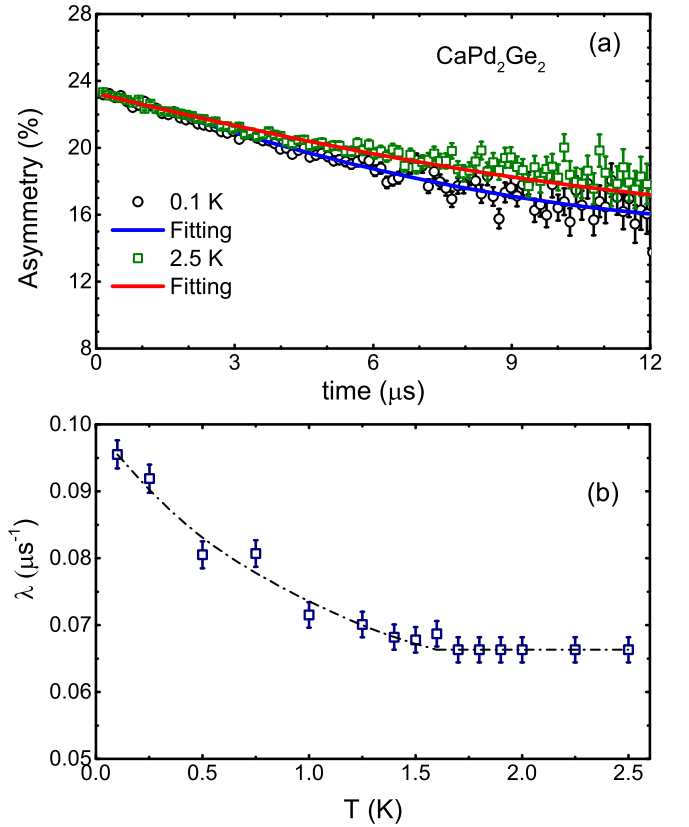 28
(a)
CaPd₂Ge₂
24
Asymmetry (%)
20
0.1 K
16
Fitting
2.5 K
12
Fitting
8
0 3 6 9 12
time (μs)
0.10
(b)
0.09
λ (μs⁻¹)
0.08
0.07
0.06
0.05
0.0 0.5 1.0 1.5 2.0 2.5
T (K)